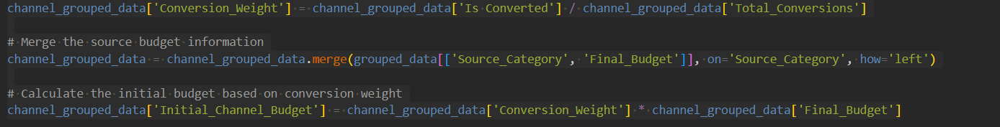 channel_grouped_data['Conversion_Weight'] = channel_grouped_data['Is Converted'] / channel_grouped_data['Total_Conversions']
# Merge the source budget information
channel_grouped_data = channel_grouped_data.merge(grouped_data[['Source_Category', 'Final_Budget']], on='Source_Category', how='left')
# Calculate the initial budget based on conversion weight
channel_grouped_data['Initial_Channel_Budget'] = channel_grouped_data['Conversion_Weight'] * channel_grouped_data['Final_Budget']